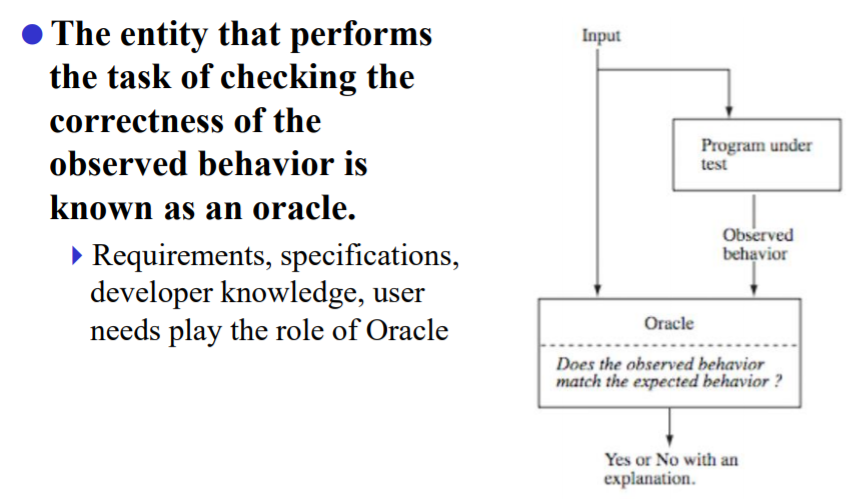 The entity that performs
the task of checking the
correctness of the
observed behavior is
known as an oracle.
Requirements, specifications,
developer knowledge, user
needs play the role of Oracle
Input
Program under
test
Observed
behavior
Oracle
Does the observed behavior
match the expected behavior ?
Yes or No with an
explanation.